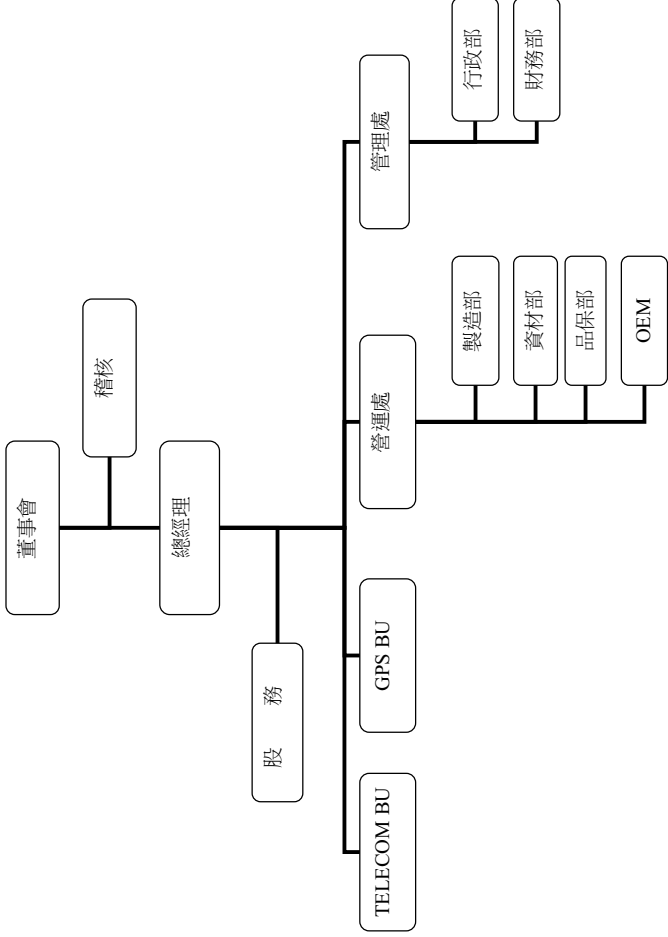 董事會
稽核
總經理
股 務
TELECOM BU
GPS BU
營運處
管理處
製造部
資材部
品保部
OEM
行政部
財務部